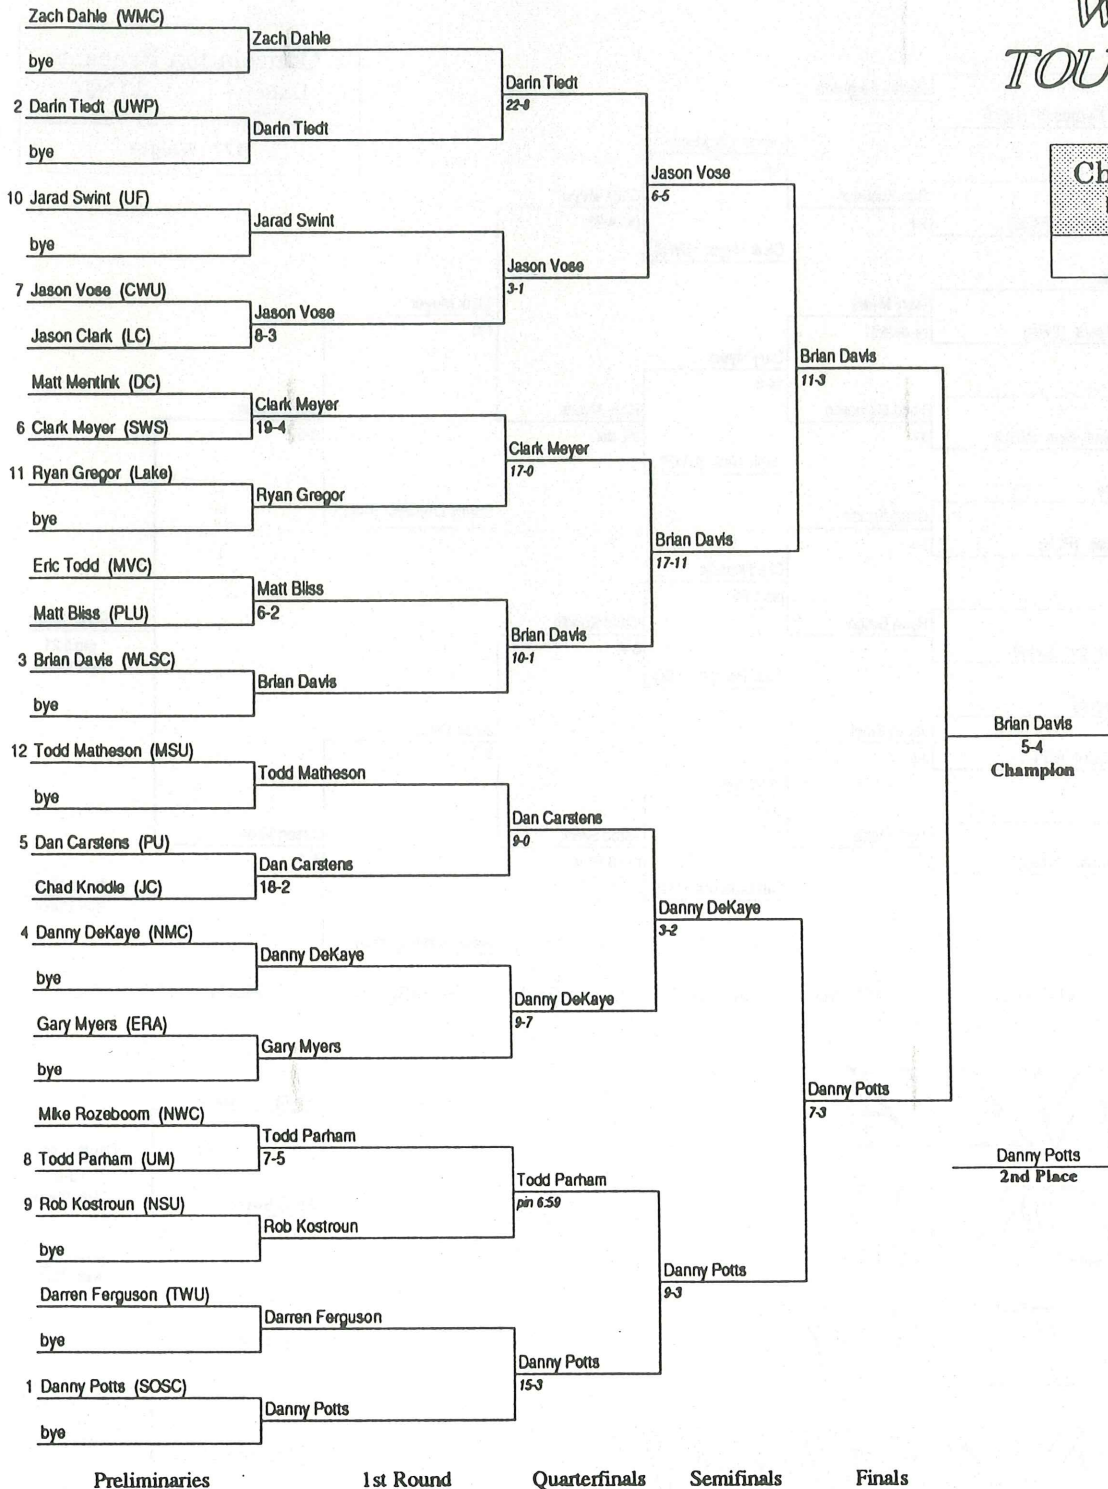 Zach Dahle (WMC)
bye
Zach Dahle
2 Darin Tiedt (UWP)
bye
Darin Tiedt
Darin Tiedt
22-8
10 Jarad Swint (UF)
bye
Jarad Swint
7 Jason Vose (CWU)
Jason Clark (LC)
Jason Vose
8-3
Jason Vose
3-1
Jason Vose
6-5
Matt Mentink (DC)
6 Clark Meyer (SWS)
Clark Meyer
19-4
11 Ryan Gregor (Lake)
bye
Ryan Gregor
Clark Meyer
17-0
Eric Todd (MVC)
Matt Bliss (PLU)
Matt Bliss
6-2
3 Brian Davis (WLSC)
bye
Brian Davis
Brian Davis
10-1
Brian Davis
17-11
Brian Davis
11-3
12 Todd Matheson (MSU)
bye
Todd Matheson
5 Dan Carstens (PU)
Chad Knodle (JC)
Dan Carstens
18-2
Dan Carstens
9-0
4 Danny DeKaye (NMC)
bye
Danny DeKaye
Gary Myers (ERA)
bye
Gary Myers
Danny DeKaye
9-7
Danny DeKaye
3-2
Mike Rozeboom (NWC)
8 Todd Parham (UM)
Todd Parham
7-5
9 Rob Kostroun (NSU)
bye
Rob Kostroun
Todd Parham
pin 6:59
Darren Ferguson (TWU)
bye
Darren Ferguson
1 Danny Potts (SOSC)
bye
Danny Potts
Danny Potts
15-3
Danny Potts
9-3
Danny Potts
7-3
Brian Davis
5-4
Champion
Danny Potts
2nd Place
W
TOU
Ch
Preliminaries 1st Round Quarterfinals Semifinals Finals